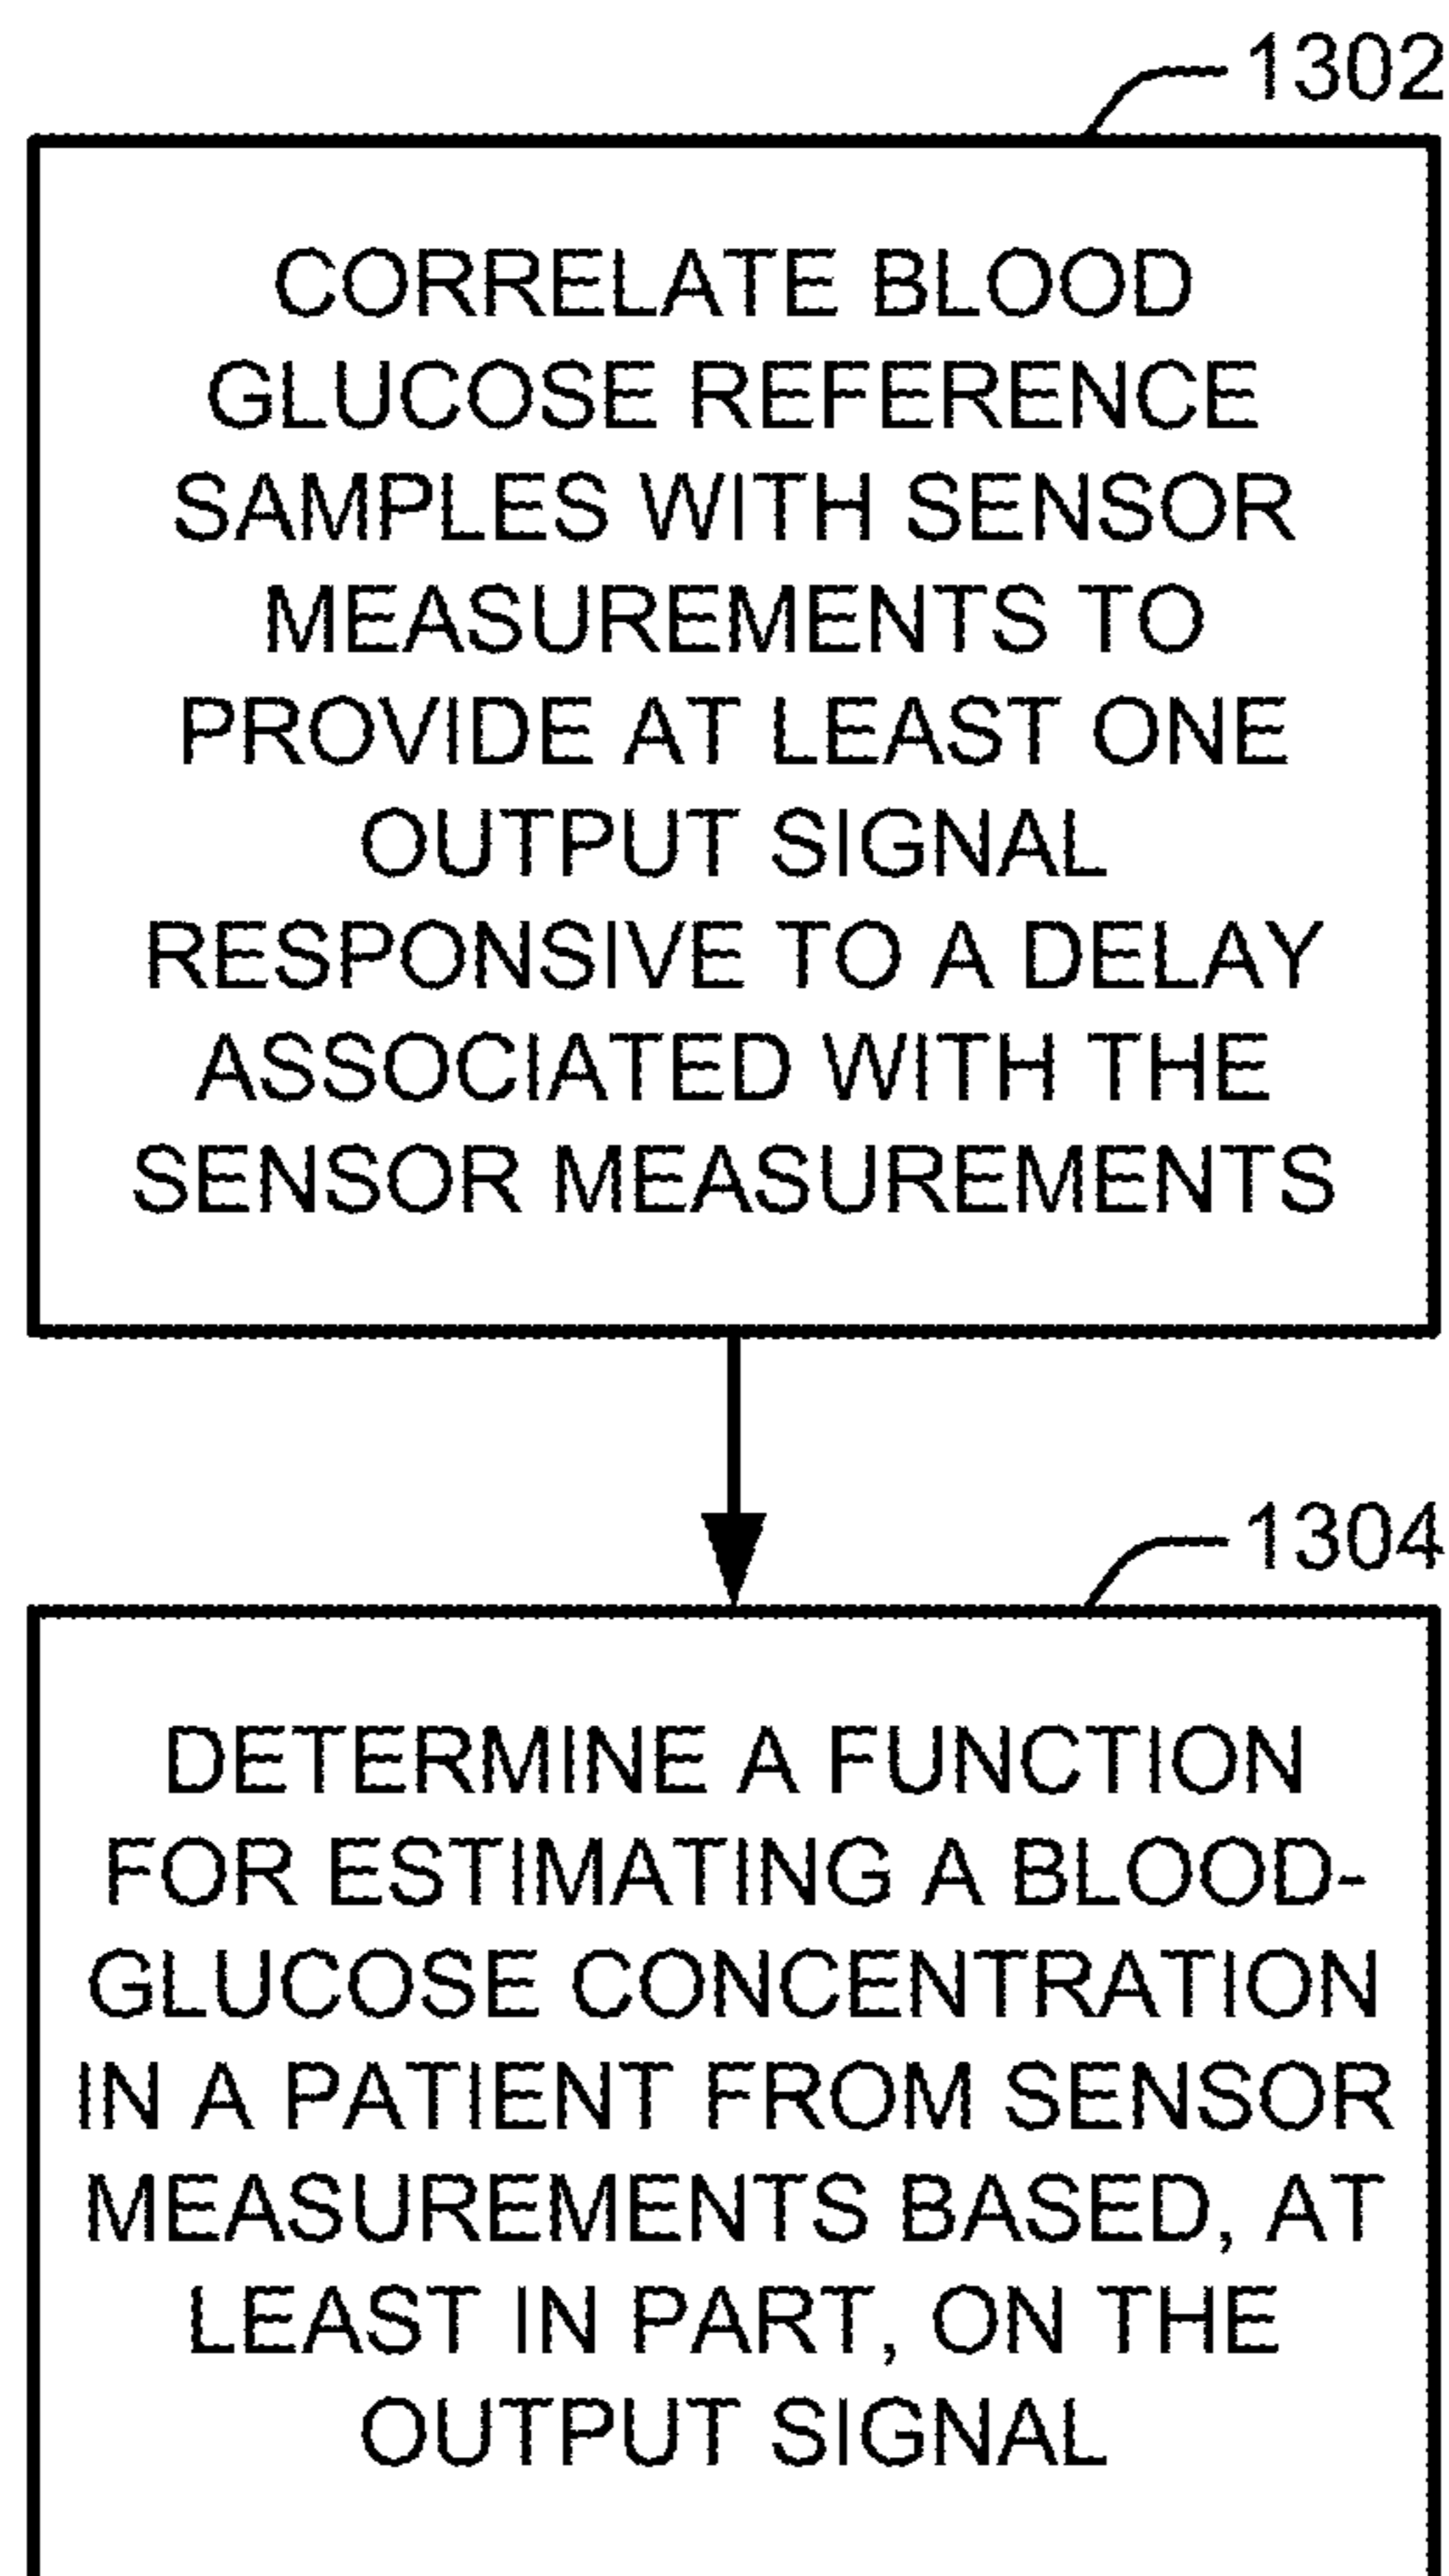 1302
CORRELATE BLOOD
GLUCOSE REFERENCE
SAMPLES WITH SENSOR
MEASUREMENTS TO
PROVIDE AT LEAST ONE
OUTPUT SIGNAL
RESPONSIVE TO A DELAY
ASSOCIATED WITH THE
SENSOR MEASUREMENTS
1304
DETERMINE A FUNCTION
FOR ESTIMATING A BLOOD-
GLUCOSE CONCENTRATION
IN A PATIENT FROM SENSOR
MEASUREMENTS BASED, AT
LEAST IN PART, ON THE
OUTPUT SIGNAL